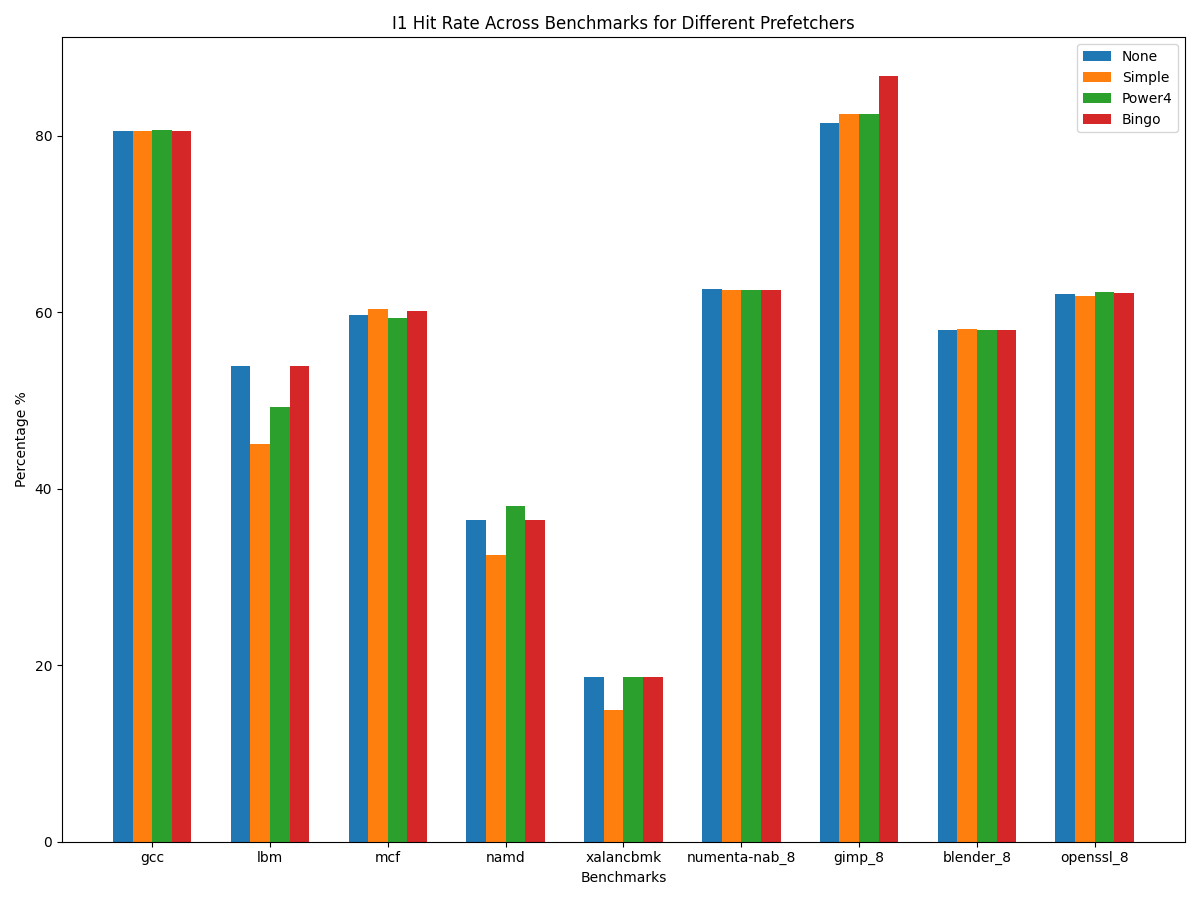 I1 Hit Rate Across Benchmarks for Different Prefetchers
None
Simple
Power4
Bingo
Percentage %
80
60
40
20
0
gcc lbm mcf namd xalancbmk numenta-nab_8 gimp_8 blender_8 openssl_8
Benchmarks